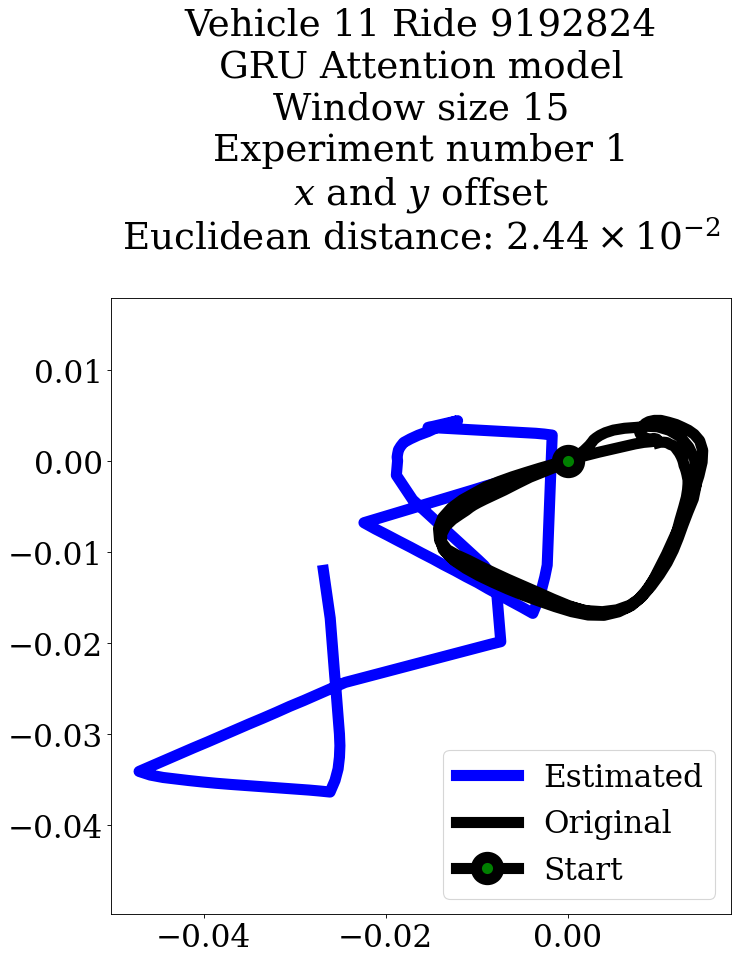 Vehicle 11 Ride 9192824
GRU Attention model
Window size 15
Experiment number 1
x and y offset
Euclidean distance: 2.44 × 10⁻²
0.01
0.00
−0.01
−0.02
−0.03
−0.04
Estimated
Original
Start
−0.04
−0.02
0.00